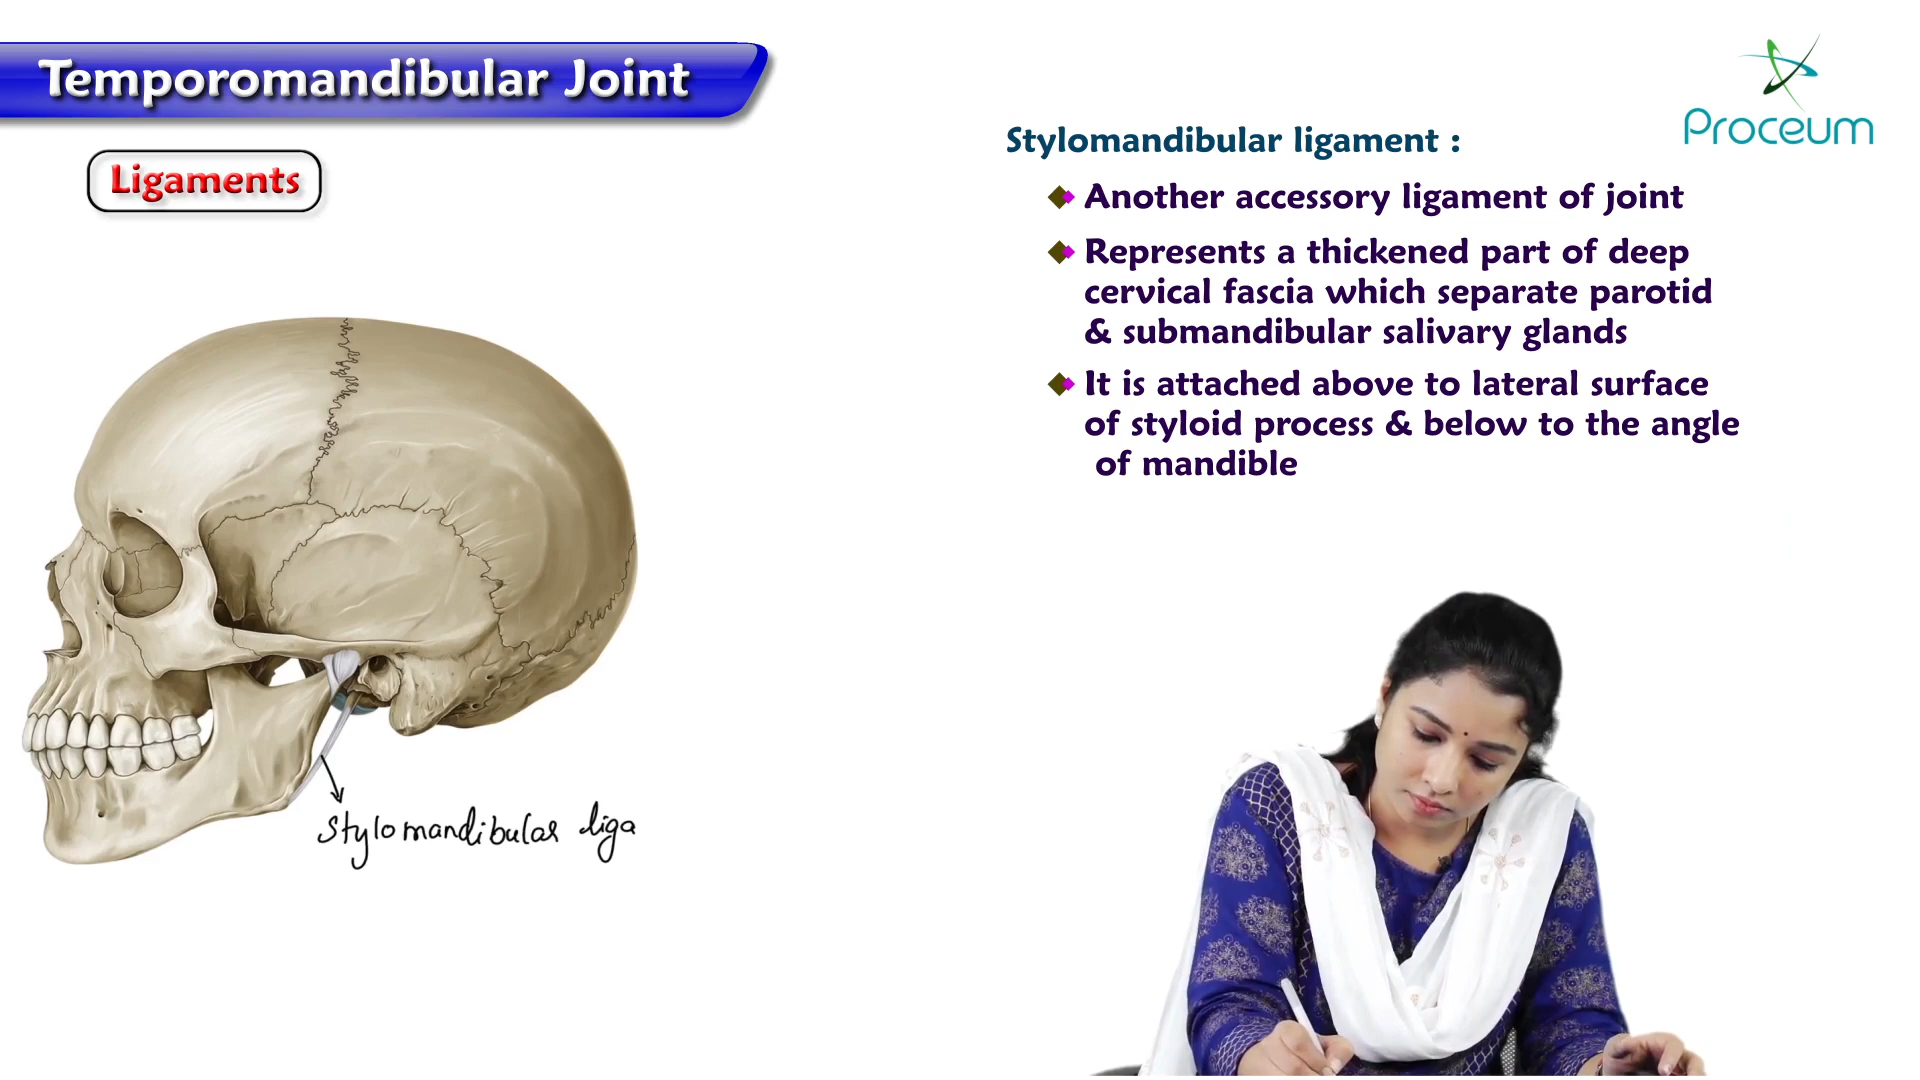 Temporomandibular Joint
Proceum
Ligaments
Stylomandibular ligament :
Another accessory ligament of joint
Represents a thickened part of deep
cervical fascia which separate parotid
& submandibular salivary glands
It is attached above to lateral surface
of styloid process & below to the angle
of mandible
Stylomandibular liga